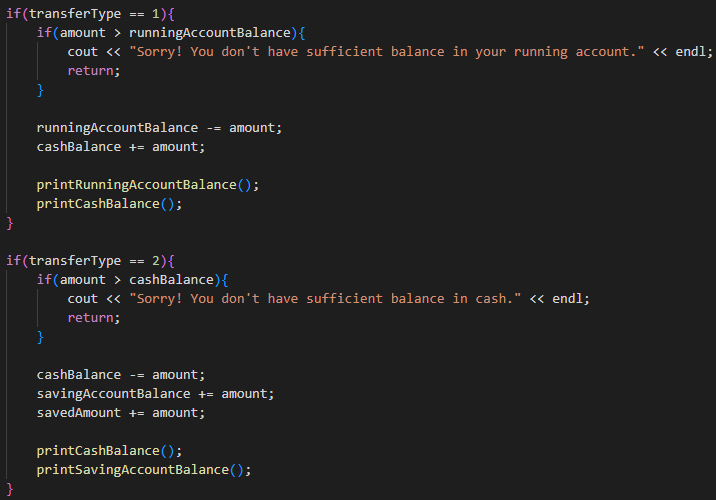 if(transferType == 1){
    if(amount > runningAccountBalance){
        cout << "Sorry! You don't have sufficient balance in your running account." << endl;
        return;
    }

    runningAccountBalance -= amount;
    cashBalance += amount;

    printRunningAccountBalance();
    printCashBalance();
}

if(transferType == 2){
    if(amount > cashBalance){
        cout << "Sorry! You don't have sufficient balance in cash." << endl;
        return;
    }

    cashBalance -= amount;
    savingAccountBalance += amount;
    savedAmount += amount;

    printCashBalance();
    printSavingAccountBalance();
}